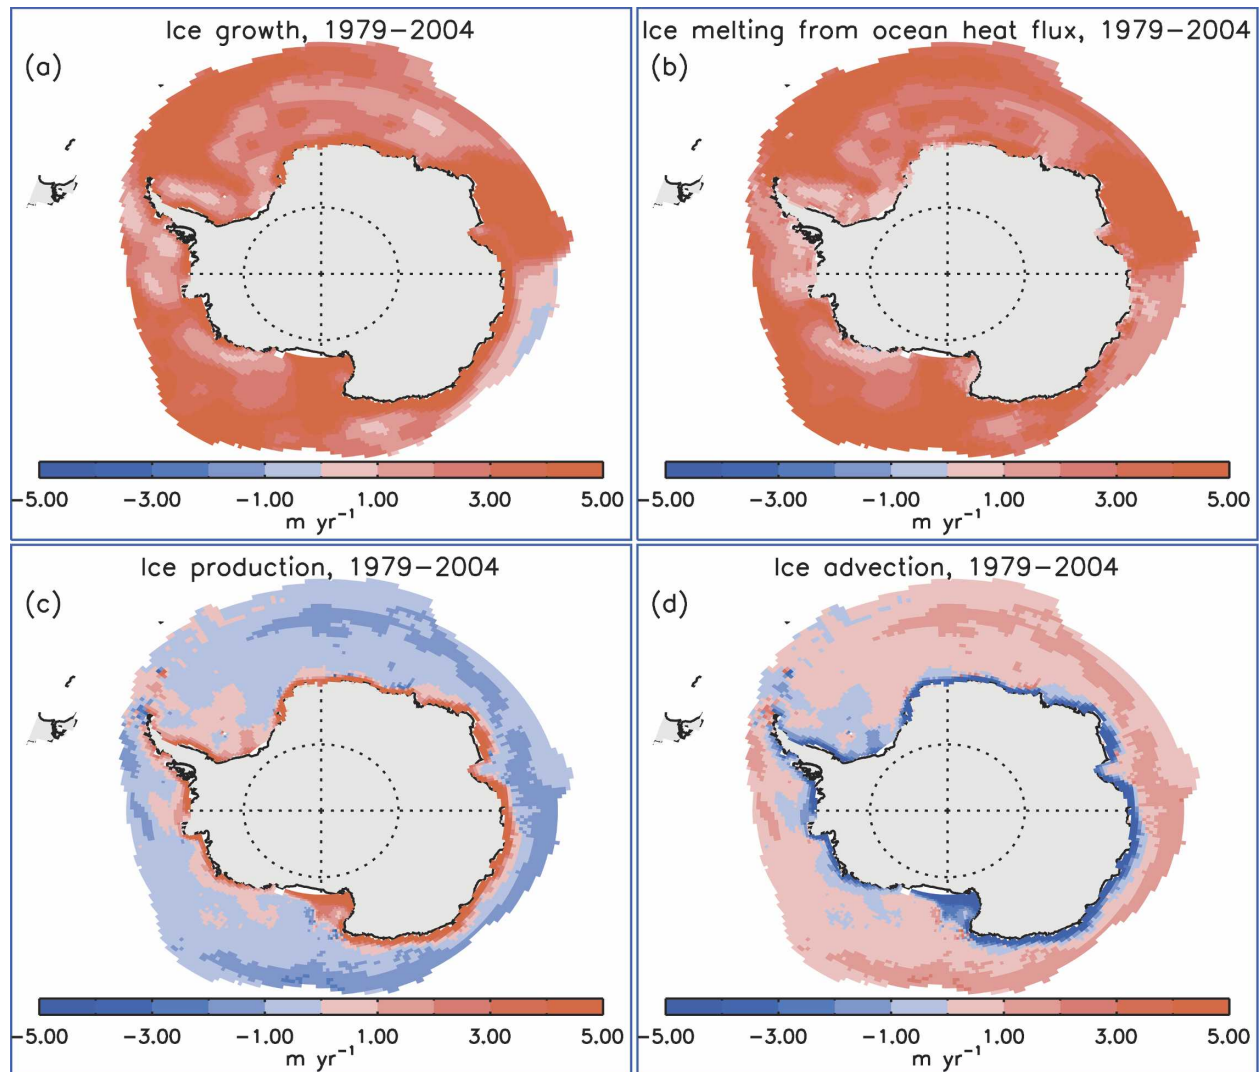 Ice growth, 1979–2004
(a)
−5.00 −3.00 −1.00 1.00 3.00 5.00
m yr⁻¹
Ice melting from ocean heat flux, 1979–2004
(b)
−5.00 −3.00 −1.00 1.00 3.00 5.00
m yr⁻¹
Ice production, 1979–2004
(c)
−5.00 −3.00 −1.00 1.00 3.00 5.00
m yr⁻¹
Ice advection, 1979–2004
(d)
−5.00 −3.00 −1.00 1.00 3.00 5.00
m yr⁻¹